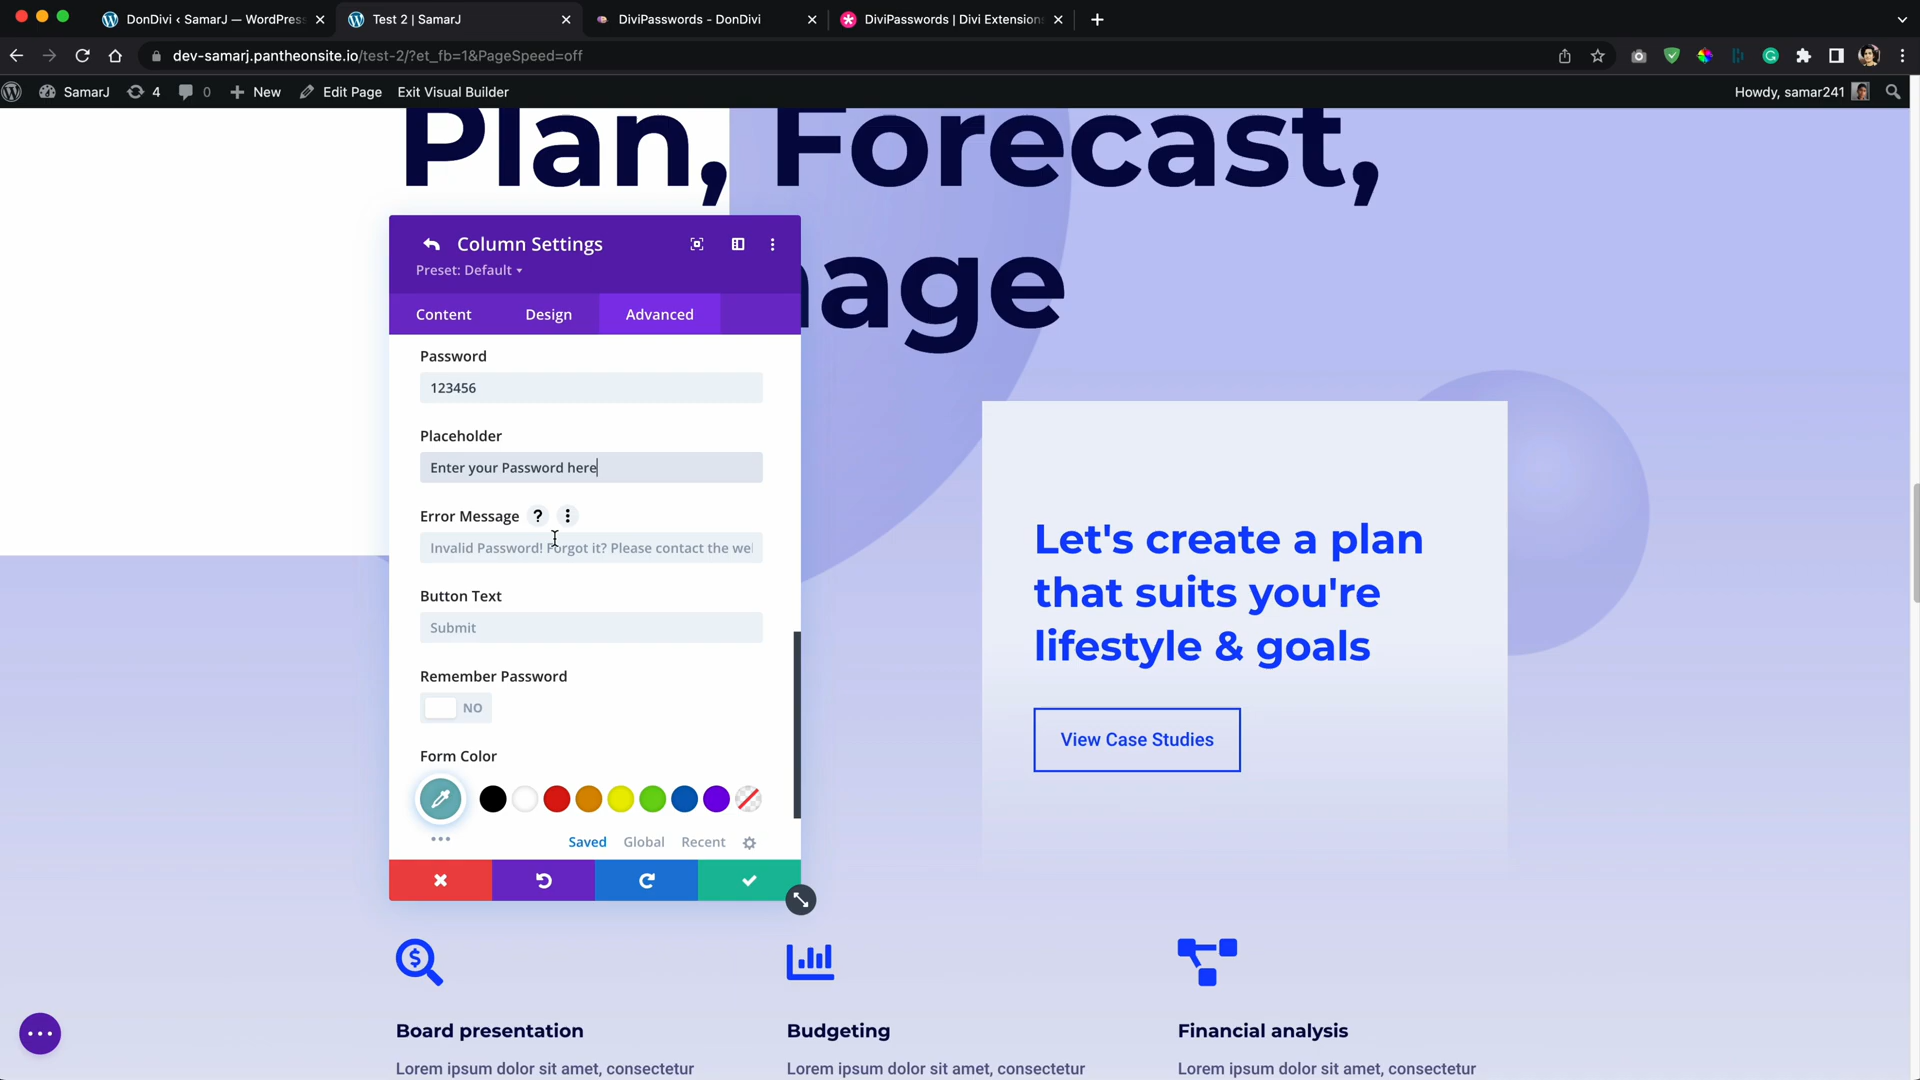 DonDivi ‹ SamarJ — WordPress
Test 2 | SamarJ
DiviPasswords - DonDivi
DiviPasswords | Divi Extension
dev-samarj.pantheonsite.io/test-2/?et_fb=1&PageSpeed=off
SamarJ
4
0
New
Edit Page
Exit Visual Builder
Howdy, samar241
Plan, Forecast,
nage
Column Settings
Preset: Default
Content
Design
Advanced
Password
123456
Placeholder
Enter your Password here
Error Message
?
Invalid Password! Forgot it? Please contact the we
Button Text
Submit
Remember Password
NO
Form Color
Saved
Global
Recent
Let's create a plan
that suits you're
lifestyle & goals
View Case Studies
Board presentation
Lorem ipsum dolor sit amet, consectetur
Budgeting
Lorem ipsum dolor sit amet, consectetur
Financial analysis
Lorem ipsum dolor sit amet, consectetur